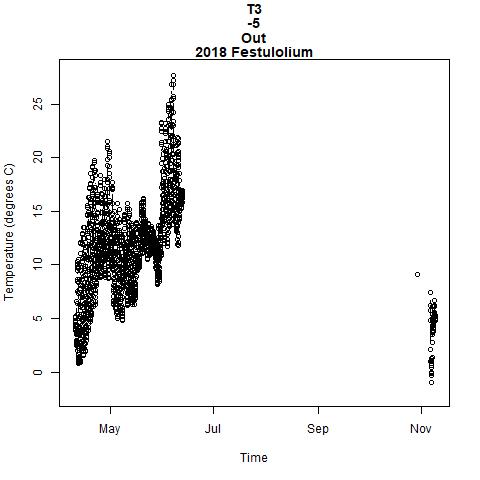 T3
-5
Out
2018 Festulolium
Temperature (degrees C)
25
20
15
10
5
0
May
Jul
Sep
Nov
Time